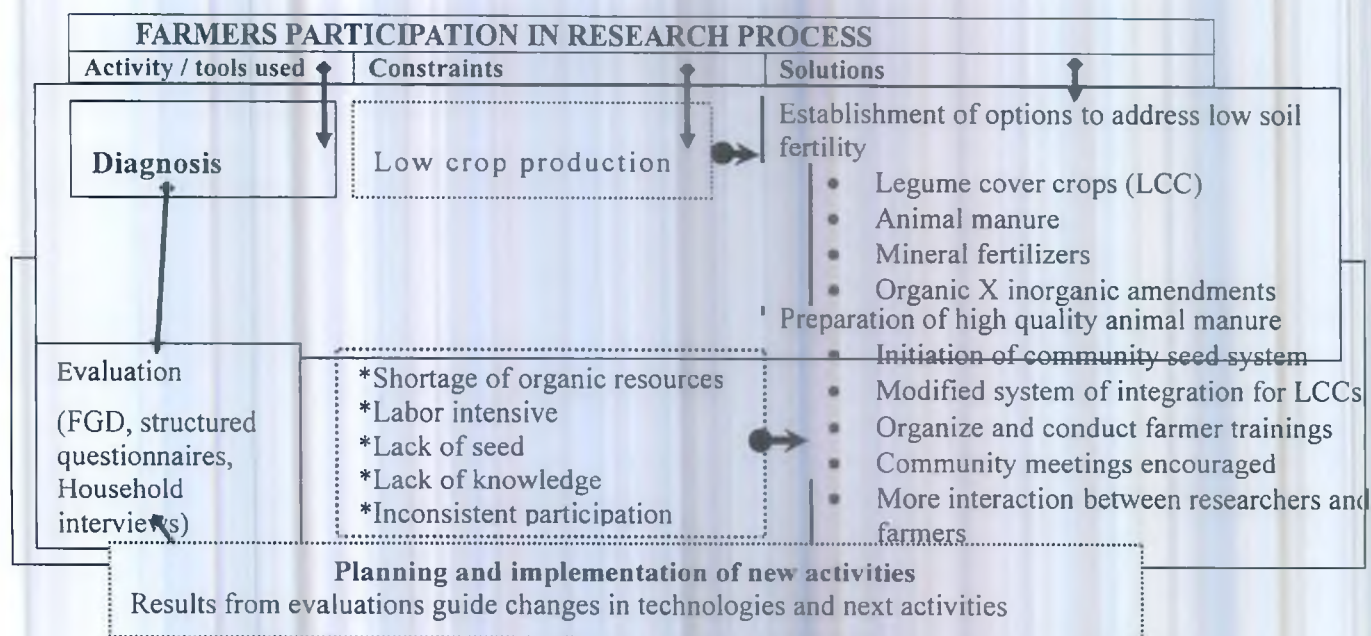 FARMERS PARTICIPATION IN RESEARCH PROCESS
Activity / tools used
Constraints
Solutions
Diagnosis
Low crop production
Establishment of options to address low soil
fertility
• Legume cover crops (LCC)
• Animal manure
• Mineral fertilizers
• Organic X inorganic amendments
Preparation of high quality animal manure
• Initiation of community seed system
• Modified system of integration for LCCs
• Organize and conduct farmer trainings
• Community meetings encouraged
• More interaction between researchers and
farmers
Evaluation
(FGD, structured
questionnaires,
Household
interviews)
*Shortage of organic resources
*Labor intensive
*Lack of seed
*Lack of knowledge
*Inconsistent participation
Planning and implementation of new activities
Results from evaluations guide changes in technologies and next activities